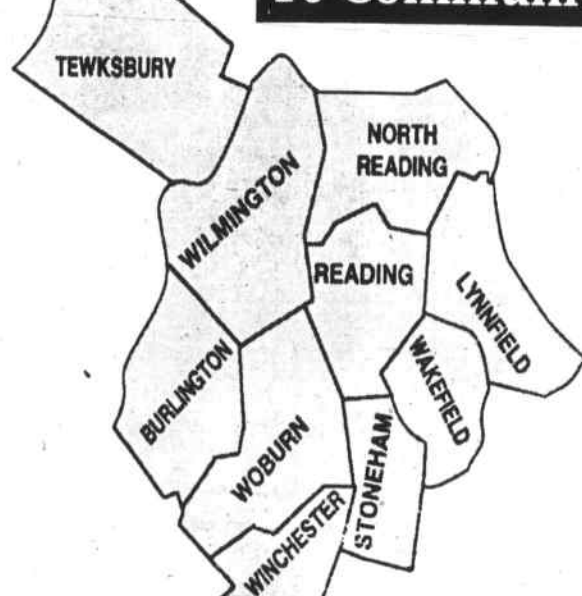 TEWKSBURY
NORTH
READING
WILMINGTON
READING
LYNNFIELD
BURLINGTON
WAKEFIELD
WOBURN
STONEHAM
WINCHESTER